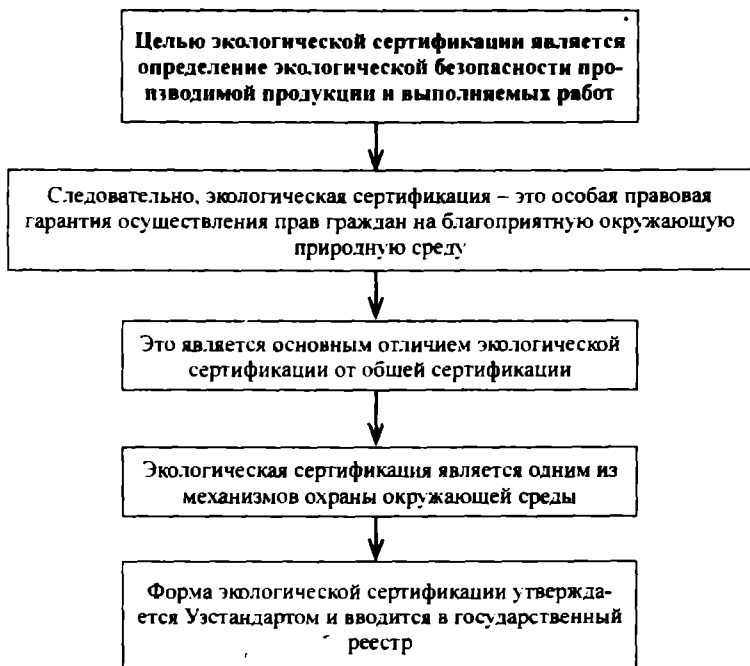 Целью экологической сертификации является
определение экологической безопасности про-
изводимой продукции и выполняемых работ
Следовательно, экологическая сертификация – это особая правовая
гарантия осуществления прав граждан на благоприятную окружающую
природную среду
Это является основным отличием экологической
сертификации от общей сертификации
Экологическая сертификация является одним из
механизмов охраны окружающей среды
Форма экологической сертификации утвержда-
ется Узстандартом и вводится в государственный
реестр